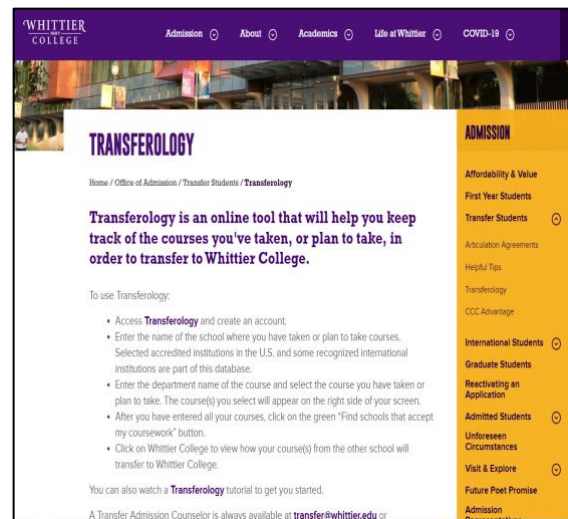 WHITTIER
1887
COLLEGE
Admission
About
Academics
Life at Whittier
COVID-19
TRANSFEROLOGY
Home / Office of Admission / Transfer Students / Transferology
Transferology is an online tool that will help you keep
track of the courses you've taken, or plan to take, in
order to transfer to Whittier College.
To use Transferology:
• Access Transferology and create an account.
• Enter the name of the school where you have taken or plan to take courses.
Selected accredited institutions in the U.S. and some recognized international
institutions are part of this database.
• Enter the department name of the course and select the course you have taken or
plan to take. The course(s) you select will appear on the right side of your screen.
• After you have entered all your courses, click on the green "Find schools that accept
my coursework" button.
• Click on Whittier College to view how your course(s) from the other school will
transfer to Whittier College.
You can also watch a Transferology tutorial to get you started.
A Transfer Admission Counselor is always available at transfer@whittier.edu or
ADMISSION
Affordability & Value
First Year Students
Transfer Students
Articulation Agreements
Helpful Tips
Transferology
CCC Advantage
International Students
Graduate Students
Reactivating an
Application
Admitted Students
Unforeseen
Circumstances
Visit & Explore
Future Poet Promise
Admission